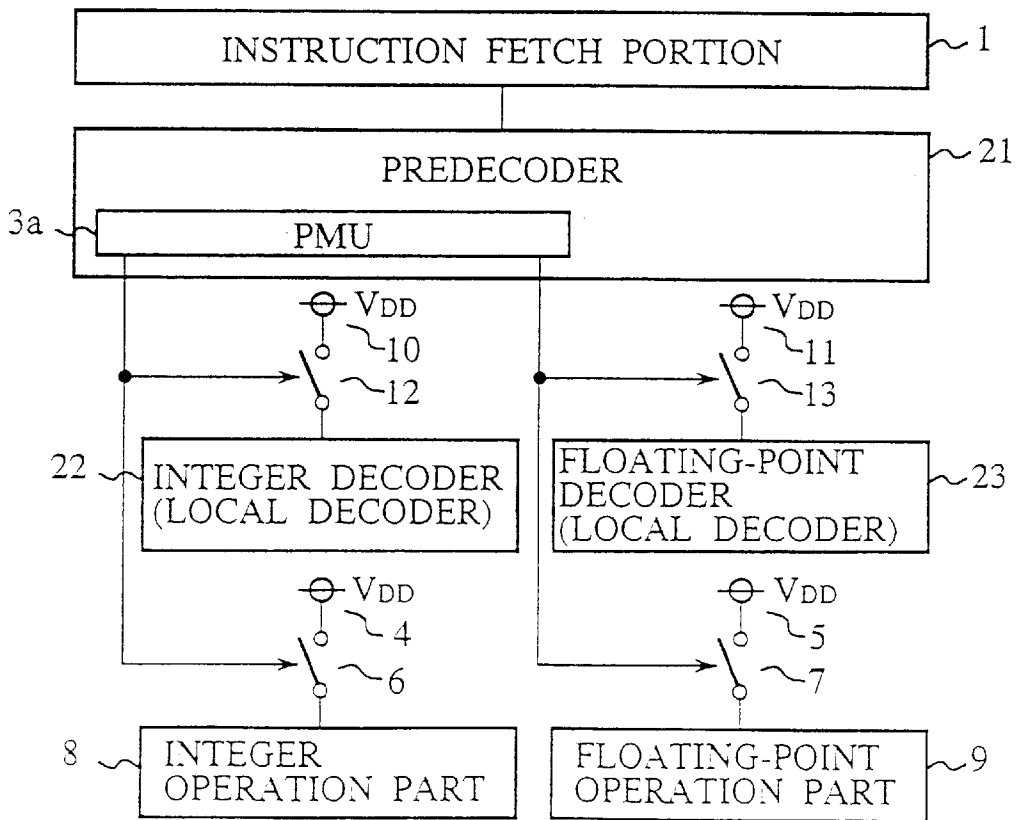 INSTRUCTION FETCH PORTION
1
PREDECODER
21
3a
PMU
VDD
10
12
VDD
11
13
22
INTEGER DECODER
(LOCAL DECODER)
FLOATING-POINT
DECODER
(LOCAL DECODER)
23
VDD
4
6
VDD
5
7
8
INTEGER
OPERATION PART
FLOATING-POINT
OPERATION PART
9